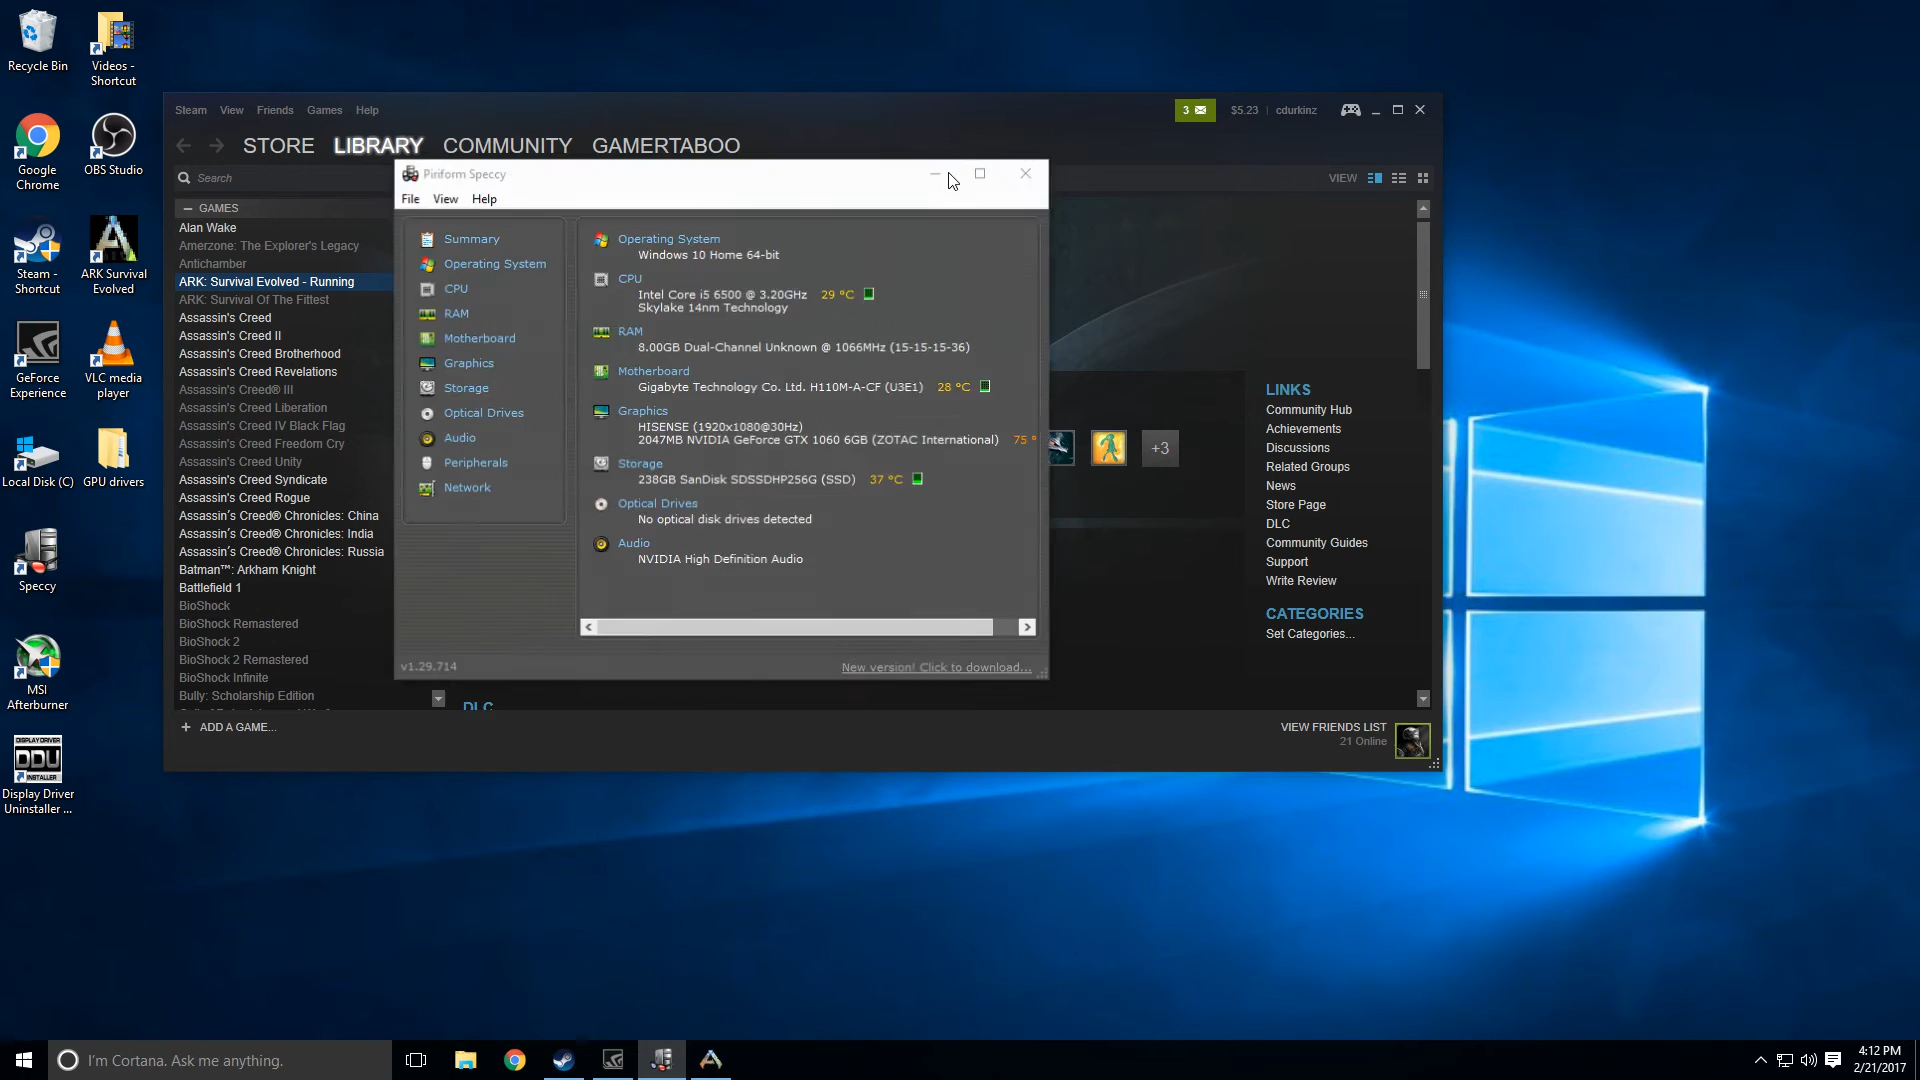 Recycle Bin
Videos -
Shortcut
Google
Chrome
OBS Studio
Steam -
Shortcut
ARK Survival
Evolved
GeForce
Experience
VLC media
player
Local Disk (C)
GPU drivers
Speccy
MSI
Afterburner
DISPLAY DRIVER
DDU
Display Driver
Uninstaller ...
Steam View Friends Games Help
3
$5.23 | cdurkinz
STORE LIBRARY COMMUNITY GAMERTABOO
Search
VIEW
GAMES
Alan Wake
Amerzone: The Explorer's Legacy
Antichamber
ARK: Survival Evolved - Running
ARK: Survival Of The Fittest
Assassin's Creed
Assassin's Creed II
Assassin's Creed Brotherhood
Assassin's Creed Revelations
Assassin's Creed® III
Assassin's Creed Liberation
Assassin's Creed IV Black Flag
Assassin's Creed Freedom Cry
Assassin's Creed Unity
Assassin's Creed Syndicate
Assassin's Creed Rogue
Assassin's Creed® Chronicles: China
Assassin's Creed® Chronicles: India
Assassin's Creed® Chronicles: Russia
Batman™: Arkham Knight
Battlefield 1
BioShock
BioShock Remastered
BioShock 2
BioShock 2 Remastered
BioShock Infinite
Bully: Scholarship Edition
+ ADD A GAME...
Piriform Speccy
File View Help
Summary
Operating System
CPU
RAM
Motherboard
Graphics
Storage
Optical Drives
Audio
Peripherals
Network
Operating System
Windows 10 Home 64-bit
CPU
Intel Core i5 6500 @ 3.20GHz 29 °C
Skylake 14nm Technology
RAM
8.00GB Dual-Channel Unknown @ 1066MHz (15-15-15-36)
Motherboard
Gigabyte Technology Co. Ltd. H110M-A-CF (U3E1) 28 °C
Graphics
HISENSE (1920x1080@30Hz)
2047MB NVIDIA GeForce GTX 1060 6GB (ZOTAC International) 75 °
Storage
238GB SanDisk SDSSDHP256G (SSD) 37 °C
Optical Drives
No optical disk drives detected
Audio
NVIDIA High Definition Audio
v1.29.714
New version! Click to download...
DLC
+3
LINKS
Community Hub
Achievements
Discussions
Related Groups
News
Store Page
DLC
Community Guides
Support
Write Review
CATEGORIES
Set Categories...
VIEW FRIENDS LIST
21 Online
I'm Cortana. Ask me anything.
4:12 PM
2/21/2017